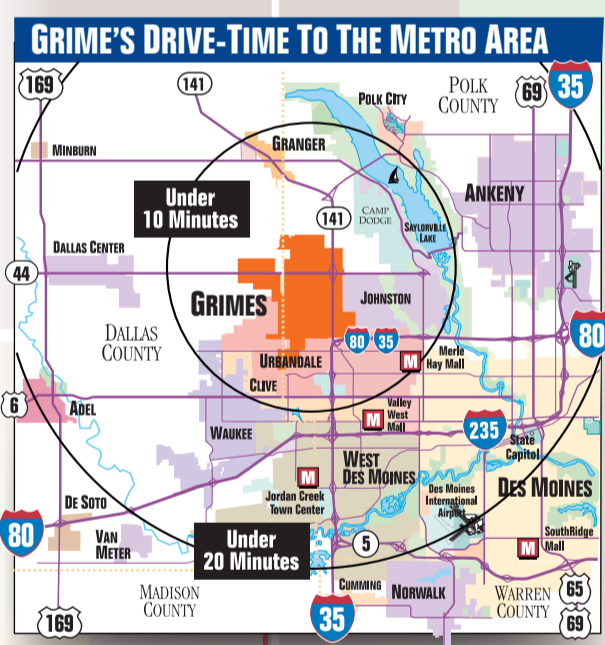 GRIME'S DRIVE-TIME TO THE METRO AREA
169
141
POLK CITY
POLK
COUNTY
69
35
MINBURN
GRANGER
Under
10 Minutes
ANKENY
141
CAMP
DODGE
SAYLORVILLE
LAKE
DALLAS CENTER
44
GRIMES
JOHNSTON
DALLAS
COUNTY
80
35
80
URBANDALE
M
Merle
Hay Mall
CLIVE
6
ADEL
Valley
West
Mall
M
WAUKEE
235
State
Capitol
WEST
DES MOINES
M
Jordan Creek
Town Center
Des Moines
International
Airport
DES MOINES
DE SOTO
80
VAN
METER
Under
20 Minutes
5
M
SouthRidge
Mall
MADISON
COUNTY
CUMMING
NORWALK
WARREN
COUNTY
65
169
35
69